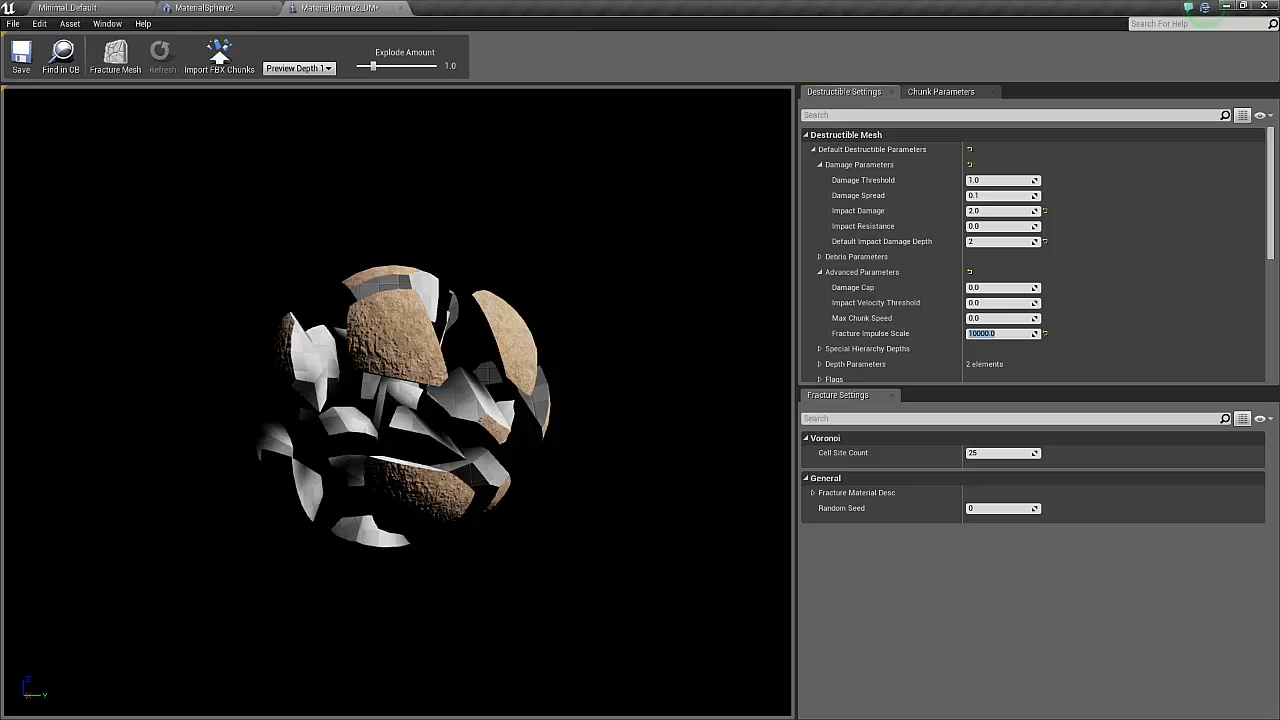 Minimal_Default
MaterialSphere2
MaterialSphere2_DM*
File Edit Asset Window Help
Search For Help
Save
Find in CB
Fracture Mesh
Refresh
Import FBX Chunks
Preview Depth 1
Explode Amount
1.0
Destructible Settings
Chunk Parameters
Search
Destructible Mesh
Default Destructible Parameters
Damage Parameters
Damage Threshold 1.0
Damage Spread 0.1
Impact Damage 2.0
Impact Resistance 0.0
Default Impact Damage Depth 2
Debris Parameters
Advanced Parameters
Damage Cap 0.0
Impact Velocity Threshold 0.0
Max Chunk Speed 0.0
Fracture Impulse Scale 10000.0
Special Hierarchy Depths
Depth Parameters 2 elements
Flags
Fracture Settings
Search
Voronoi
Cell Site Count 25
General
Fracture Material Desc
Random Seed 0
Z
X Y